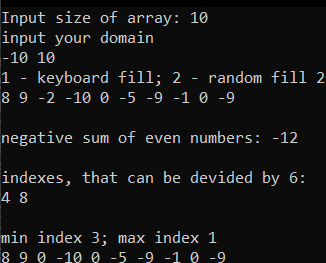 Input size of array: 10
input your domain
-10 10
1 - keyboard fill; 2 - random fill 2
8 9 -2 -10 0 -5 -9 -1 0 -9
negative sum of even numbers: -12
indexes, that can be devided by 6:
4 8
min index 3; max index 1
8 9 0 -10 0 -5 -9 -1 0 -9